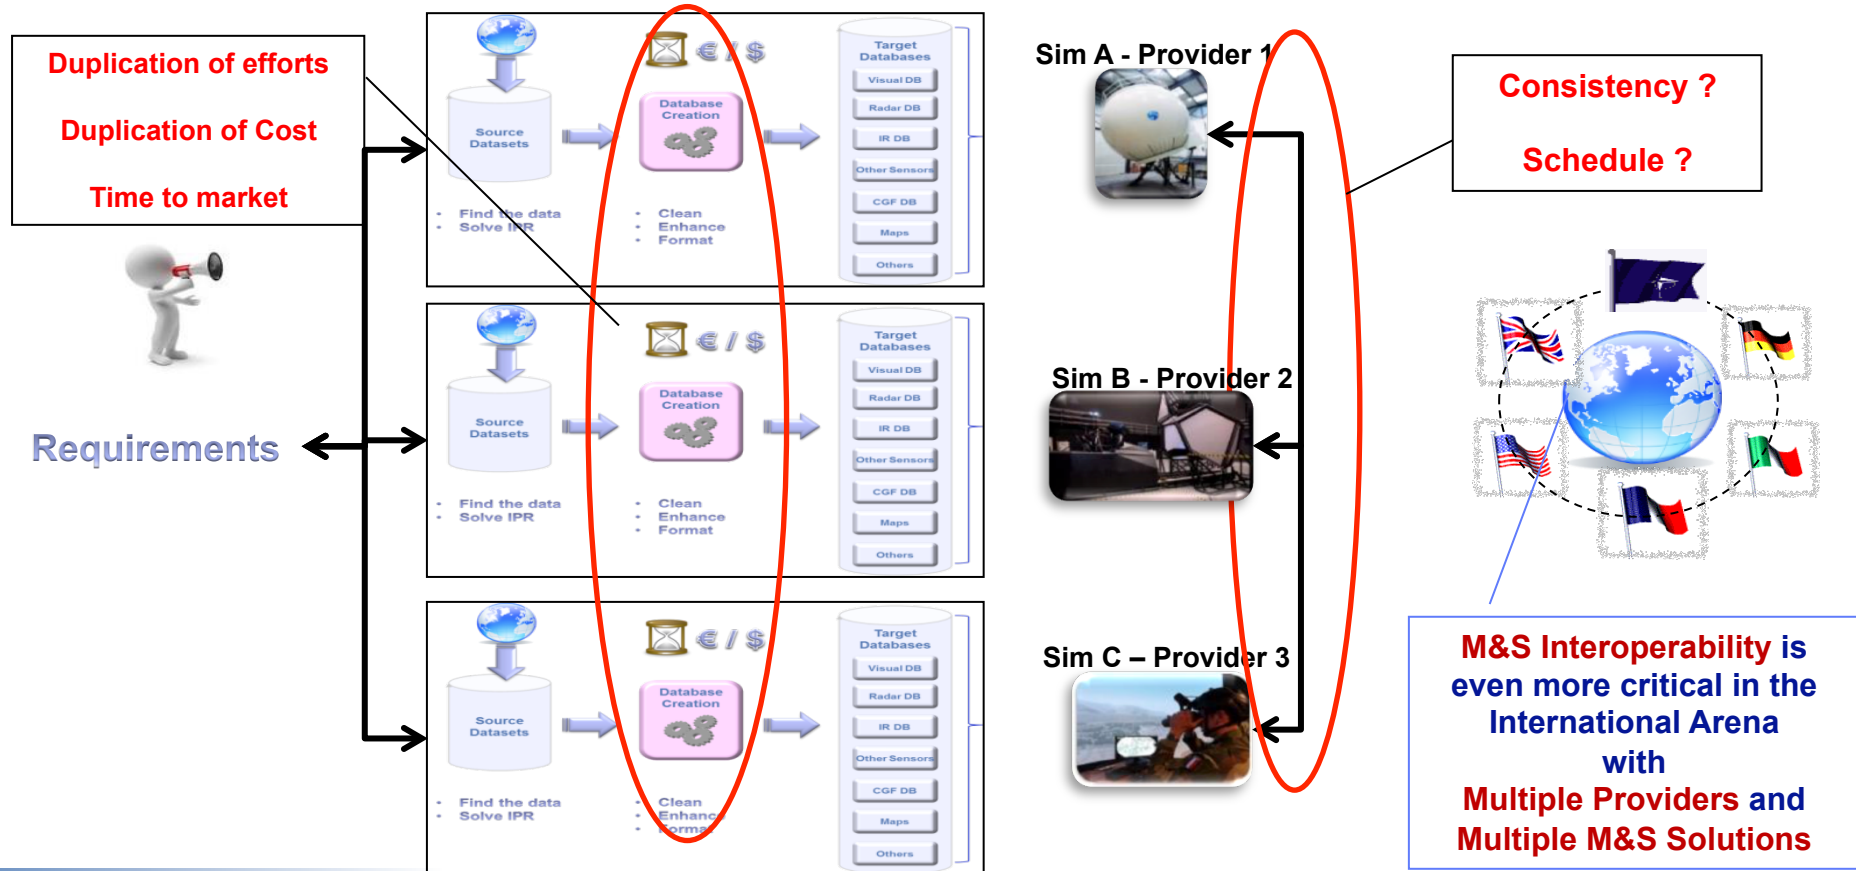 Duplication of efforts
Duplication of Cost
Time to market
Requirements
Source
Datasets
• Find the data
• Solve IPR
€ / $
Database
Creation
• Clean
• Enhance
• Format
Target
Databases
Visual DB
Radar DB
IR DB
Other Sensors
CGF DB
Maps
Others
Source
Datasets
• Find the data
• Solve IPR
€ / $
Database
Creation
• Clean
• Enhance
• Format
Target
Databases
Visual DB
Radar DB
IR DB
Other Sensors
CGF DB
Maps
Others
Source
Datasets
• Find the data
• Solve IPR
€ / $
Database
Creation
• Clean
• Enhance
• Format
Target
Databases
Visual DB
Radar DB
IR DB
Other Sensors
CGF DB
Maps
Others
Sim A - Provider 1
Sim B - Provider 2
Sim C – Provider 3
Consistency ?
Schedule ?
M&S Interoperability is
even more critical in the
International Arena
with
Multiple Providers and
Multiple M&S Solutions